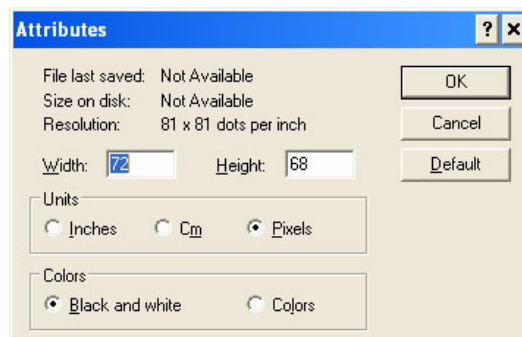 Attributes
File last saved: Not Available
Size on disk: Not Available
Resolution: 81 x 81 dots per inch
Width: 72 Height: 68
Units
Inches Cm Pixels
Colors
Black and white Colors
OK
Cancel
Default